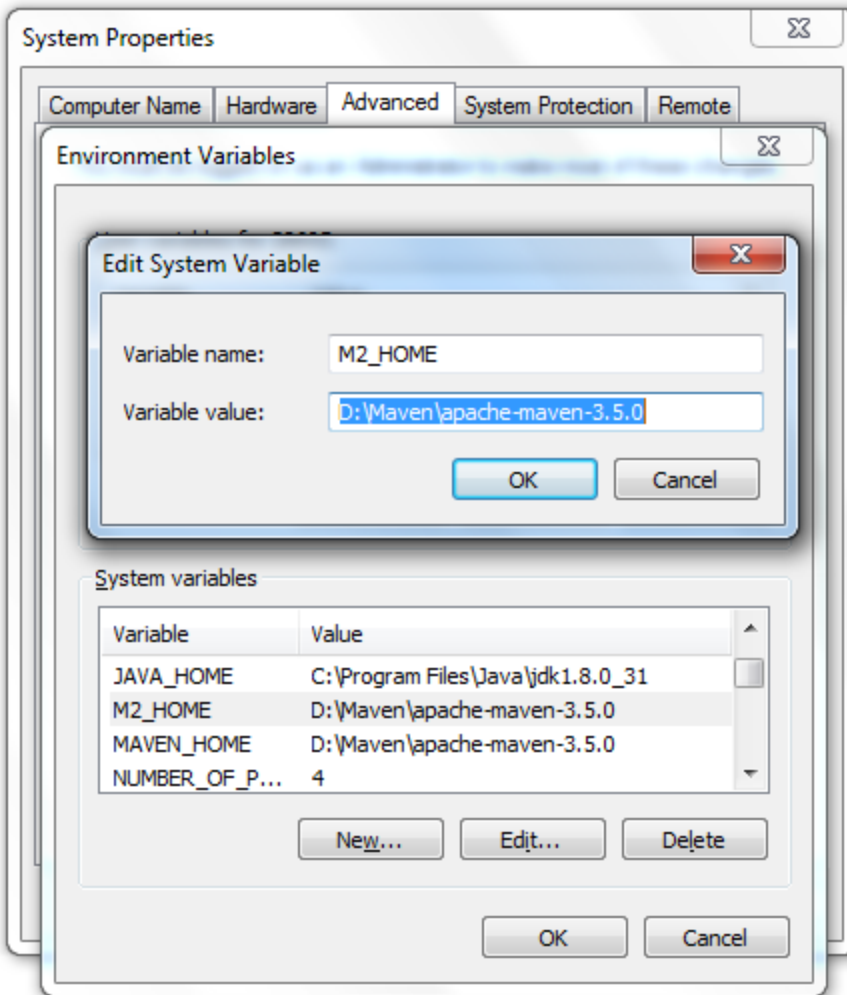 System Properties
Computer Name Hardware Advanced System Protection Remote
Environment Variables
Edit System Variable
Variable name: M2_HOME
Variable value: D:\Maven\apache-maven-3.5.0
OK Cancel
System variables
Variable Value
JAVA_HOME C:\Program Files\Java\jdk1.8.0_31
M2_HOME D:\Maven\apache-maven-3.5.0
MAVEN_HOME D:\Maven\apache-maven-3.5.0
NUMBER_OF_P... 4
New... Edit... Delete
OK Cancel